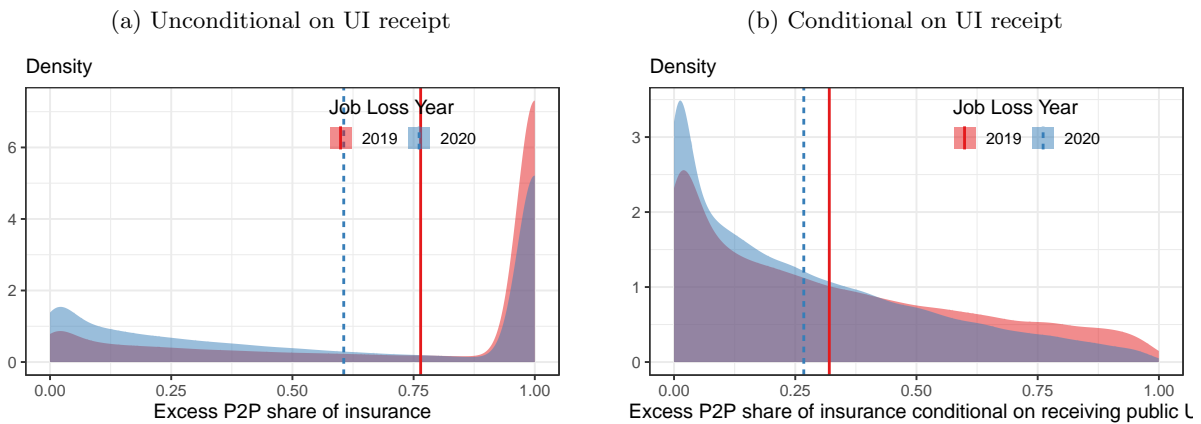 (a) Unconditional on UI receipt
Density
Job Loss Year
2019 2020
6
4
2
0
0.00 0.25 0.50 0.75 1.00
Excess P2P share of insurance
(b) Conditional on UI receipt
Density
Job Loss Year
2019 2020
3
2
1
0
0.00 0.25 0.50 0.75 1.00
Excess P2P share of insurance conditional on receiving public U